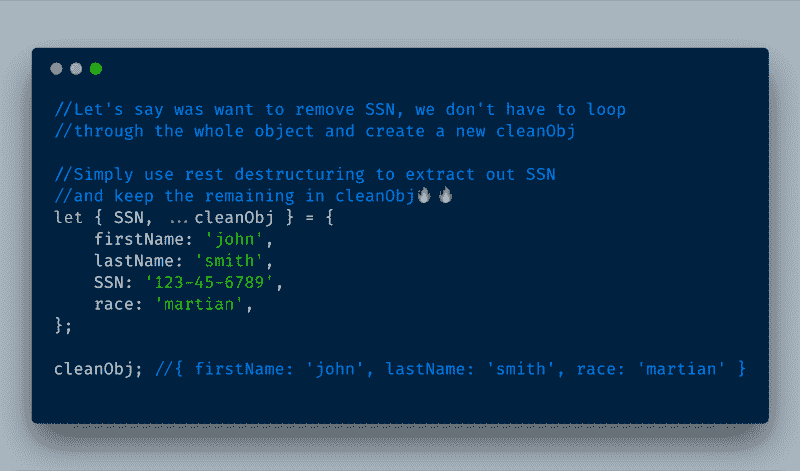 //Let's say was want to remove SSN, we don't have to loop
//through the whole object and create a new cleanObj
//Simply use rest destructuring to extract out SSN
//and keep the remaining in cleanObj🔥🔥
let { SSN, ...cleanObj } = {
    firstName: 'john',
    lastName: 'smith',
    SSN: '123-45-6789',
    race: 'martian',
};
cleanObj; //{ firstName: 'john', lastName: 'smith', race: 'martian' }